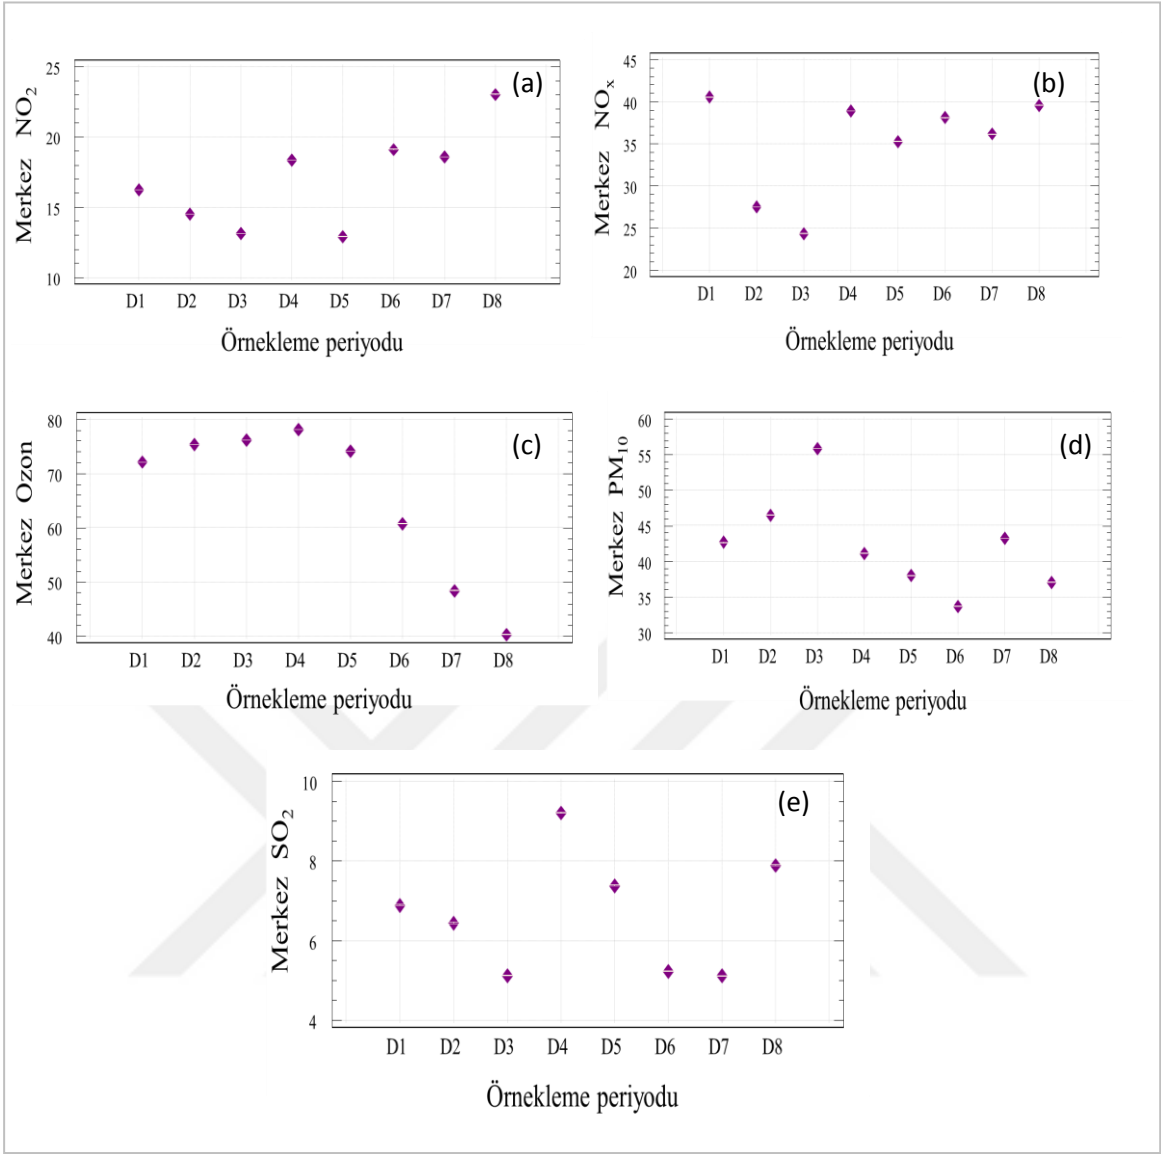 (a)
Merkez NO₂
25
20
15
10
D1 D2 D3 D4 D5 D6 D7 D8
Örnekleme periyodu
(b)
Merkez NOₓ
45
40
35
30
25
20
D1 D2 D3 D4 D5 D6 D7 D8
Örnekleme periyodu
(c)
Merkez Ozon
80
70
60
50
40
D1 D2 D3 D4 D5 D6 D7 D8
Örnekleme periyodu
(d)
Merkez PM₁₀
60
55
50
45
40
35
30
D1 D2 D3 D4 D5 D6 D7 D8
Örnekleme periyodu
(e)
Merkez SO₂
10
8
6
4
D1 D2 D3 D4 D5 D6 D7 D8
Örnekleme periyodu